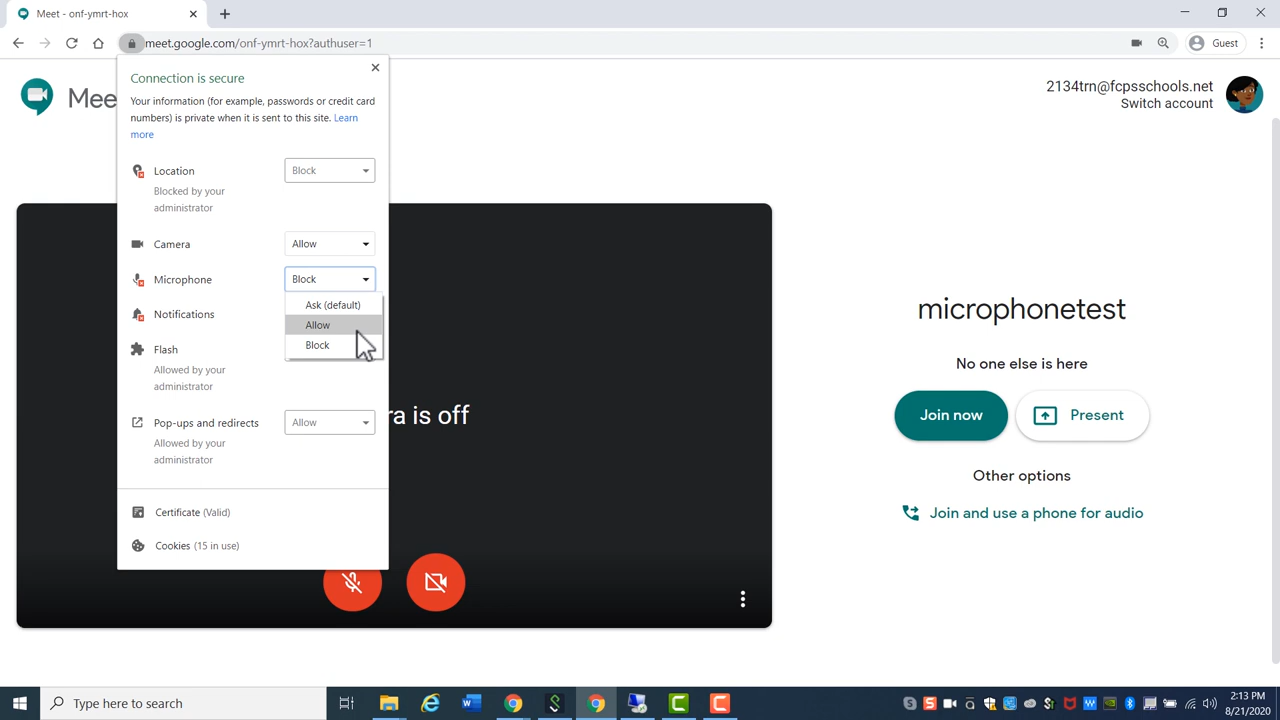 Meet - onf-ymrt-hox
meet.google.com/onf-ymrt-hox?authuser=1
Guest
Connection is secure
Your information (for example, passwords or credit card
numbers) is private when it is sent to this site. Learn
more
Location
Block
Blocked by your
administrator
Camera
Allow
Microphone
Block
Ask (default)
Allow
Block
Notifications
Flash
Allowed by your
administrator
Pop-ups and redirects
Allow
Allowed by your
administrator
Certificate (Valid)
Cookies (15 in use)
Mee
2134trn@fcpsschools.net
Switch account
ra is off
microphonetest
No one else is here
Join now
Present
Other options
Join and use a phone for audio
Type here to search
2:13 PM
8/21/2020